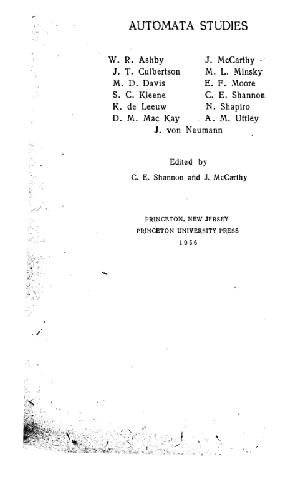 AUTOMATA STUDIES
W. R. Ashby J. McCarthy
J. T. Culbertson M. L. Minsky
M. D. Davis E. F. Moore
S. C. Kleene C. E. Shannon
K. de Leeuw N. Shapiro
D. M. Mac Kay A. M. Uttley
J. von Neumann
Edited by
C. E. Shannon and J. McCarthy
PRINCETON, NEW JERSEY
PRINCETON UNIVERSITY PRESS
1956